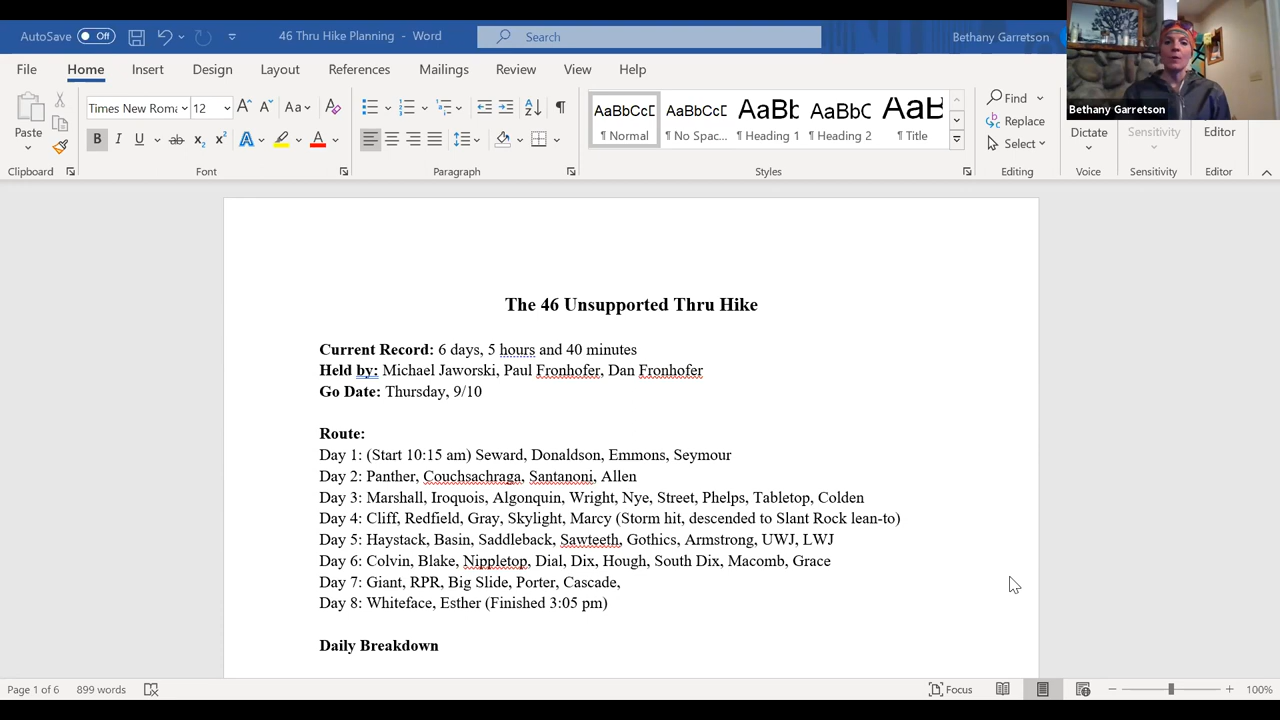 AutoSave Off 46 Thru Hike Planning - Word Search Bethany Garretson
File Home Insert Design Layout References Mailings Review View Help
Bethany Garretson
Paste
Times New Roma 12 Aa
B I U ab x₂ x² A A
AaBbCcD AaBbCcD AaBb AaBbC AaB
¶ Normal ¶ No Spac... ¶ Heading 1 ¶ Heading 2 ¶ Title
Find
Replace
Select
Dictate Sensitivity Editor
Clipboard Font Paragraph Styles Editing Voice Sensitivity Editor
The 46 Unsupported Thru Hike
Current Record: 6 days, 5 hours and 40 minutes
Held by: Michael Jaworski, Paul Fronhofer, Dan Fronhofer
Go Date: Thursday, 9/10
Route:
Day 1: (Start 10:15 am) Seward, Donaldson, Emmons, Seymour
Day 2: Panther, Couchsachraga, Santanoni, Allen
Day 3: Marshall, Iroquois, Algonquin, Wright, Nye, Street, Phelps, Tabletop, Colden
Day 4: Cliff, Redfield, Gray, Skylight, Marcy (Storm hit, descended to Slant Rock lean-to)
Day 5: Haystack, Basin, Saddleback, Sawteeth, Gothics, Armstrong, UWJ, LWJ
Day 6: Colvin, Blake, Nippletop, Dial, Dix, Hough, South Dix, Macomb, Grace
Day 7: Giant, RPR, Big Slide, Porter, Cascade,
Day 8: Whiteface, Esther (Finished 3:05 pm)
Daily Breakdown
Page 1 of 6 899 words Focus 100%